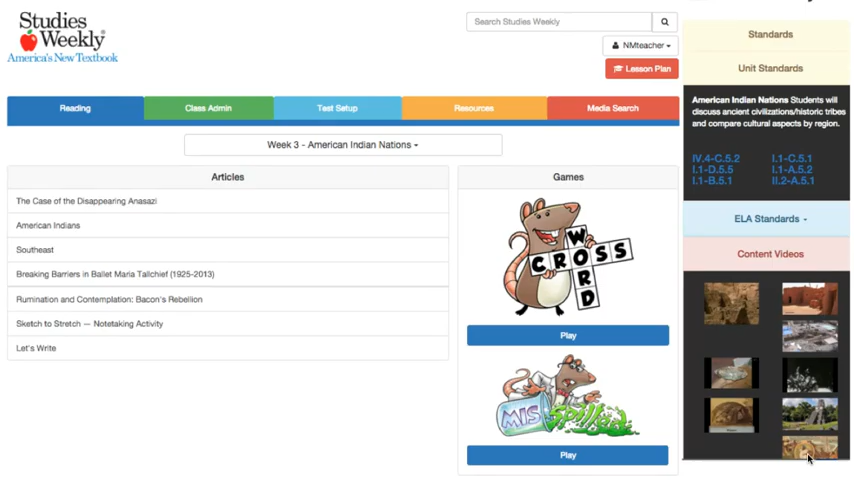 Studies
Weekly
America's New Textbook
Search Studies Weekly
NMteacher
Lesson Plan
Reading
Class Admin
Test Setup
Resources
Media Search
Week 3 - American Indian Nations
Articles
The Case of the Disappearing Anasazi
American Indians
Southeast
Breaking Barriers in Ballet Maria Tallchief (1925-2013)
Rumination and Contemplation: Bacon's Rebellion
Sketch to Stretch — Notetaking Activity
Let's Write
Games
CROSS
WORD
Play
MIS
Spilled
Play
Standards
Unit Standards
American Indian Nations Students will
discuss ancient civilizations/historic tribes
and compare cultural aspects by region.
IV.4-C.5.2
I.1-C.5.1
I.1-D.5.5
I.1-A.5.2
I.1-B.5.1
II.2-A.5.1
ELA Standards
Content Videos